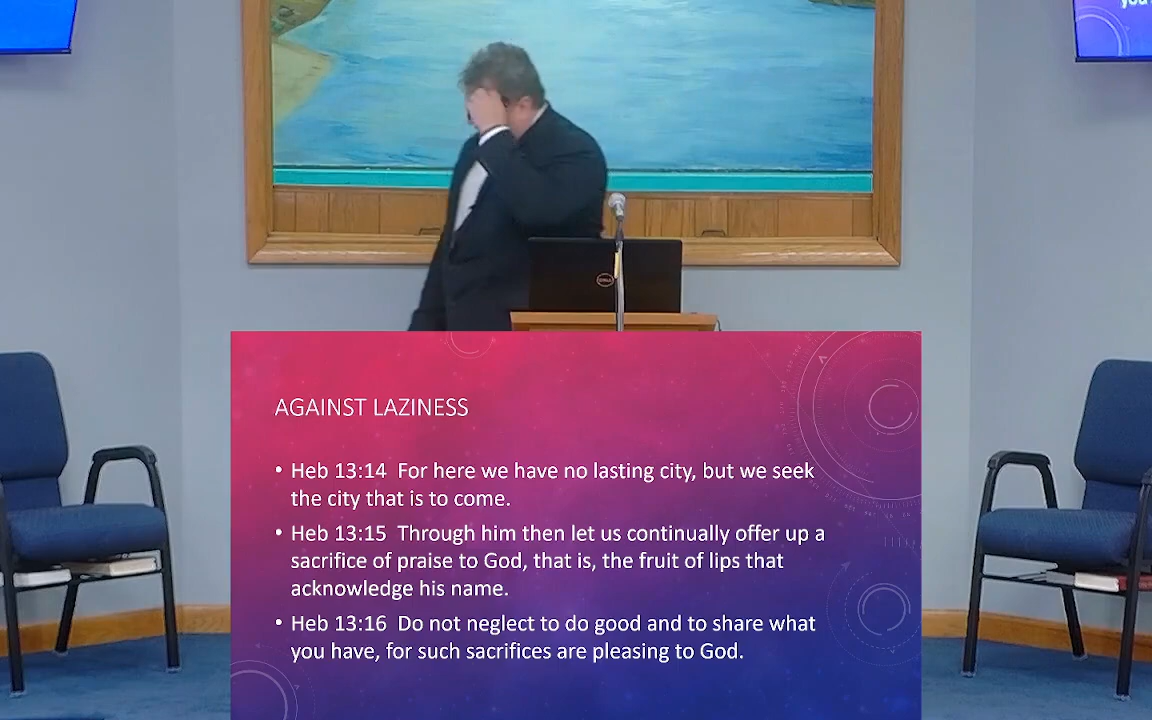 you
DELL
AGAINST LAZINESS
• Heb 13:14  For here we have no lasting city, but we seek
the city that is to come.
• Heb 13:15  Through him then let us continually offer up a
sacrifice of praise to God, that is, the fruit of lips that
acknowledge his name.
• Heb 13:16  Do not neglect to do good and to share what
you have, for such sacrifices are pleasing to God.